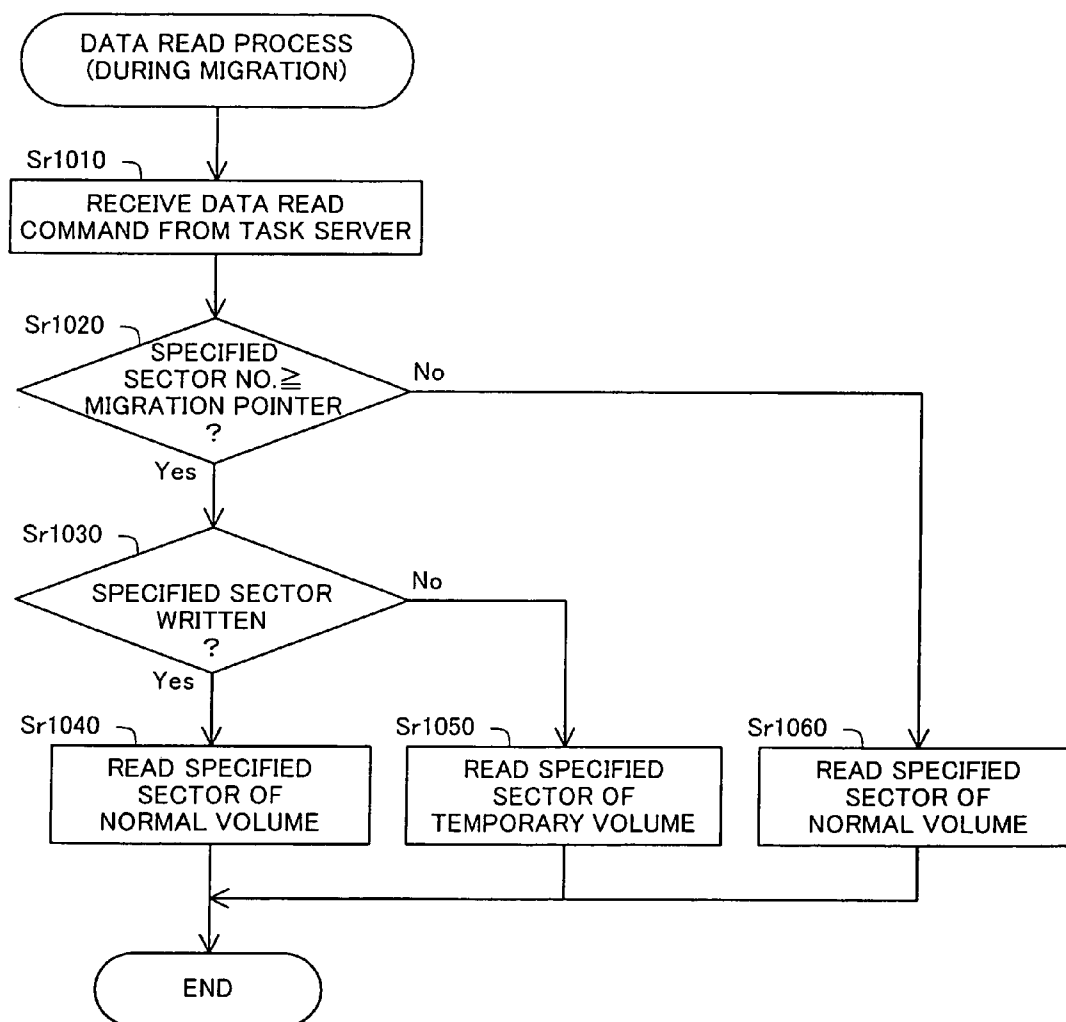 DATA READ PROCESS
(DURING MIGRATION)
Sr1010
RECEIVE DATA READ
COMMAND FROM TASK SERVER
Sr1020
SPECIFIED
SECTOR NO.≧
MIGRATION POINTER
?
No
Yes
Sr1030
SPECIFIED SECTOR
WRITTEN
?
No
Yes
Sr1040
READ SPECIFIED
SECTOR OF
NORMAL VOLUME
Sr1050
READ SPECIFIED
SECTOR OF
TEMPORARY VOLUME
Sr1060
READ SPECIFIED
SECTOR OF
NORMAL VOLUME
END